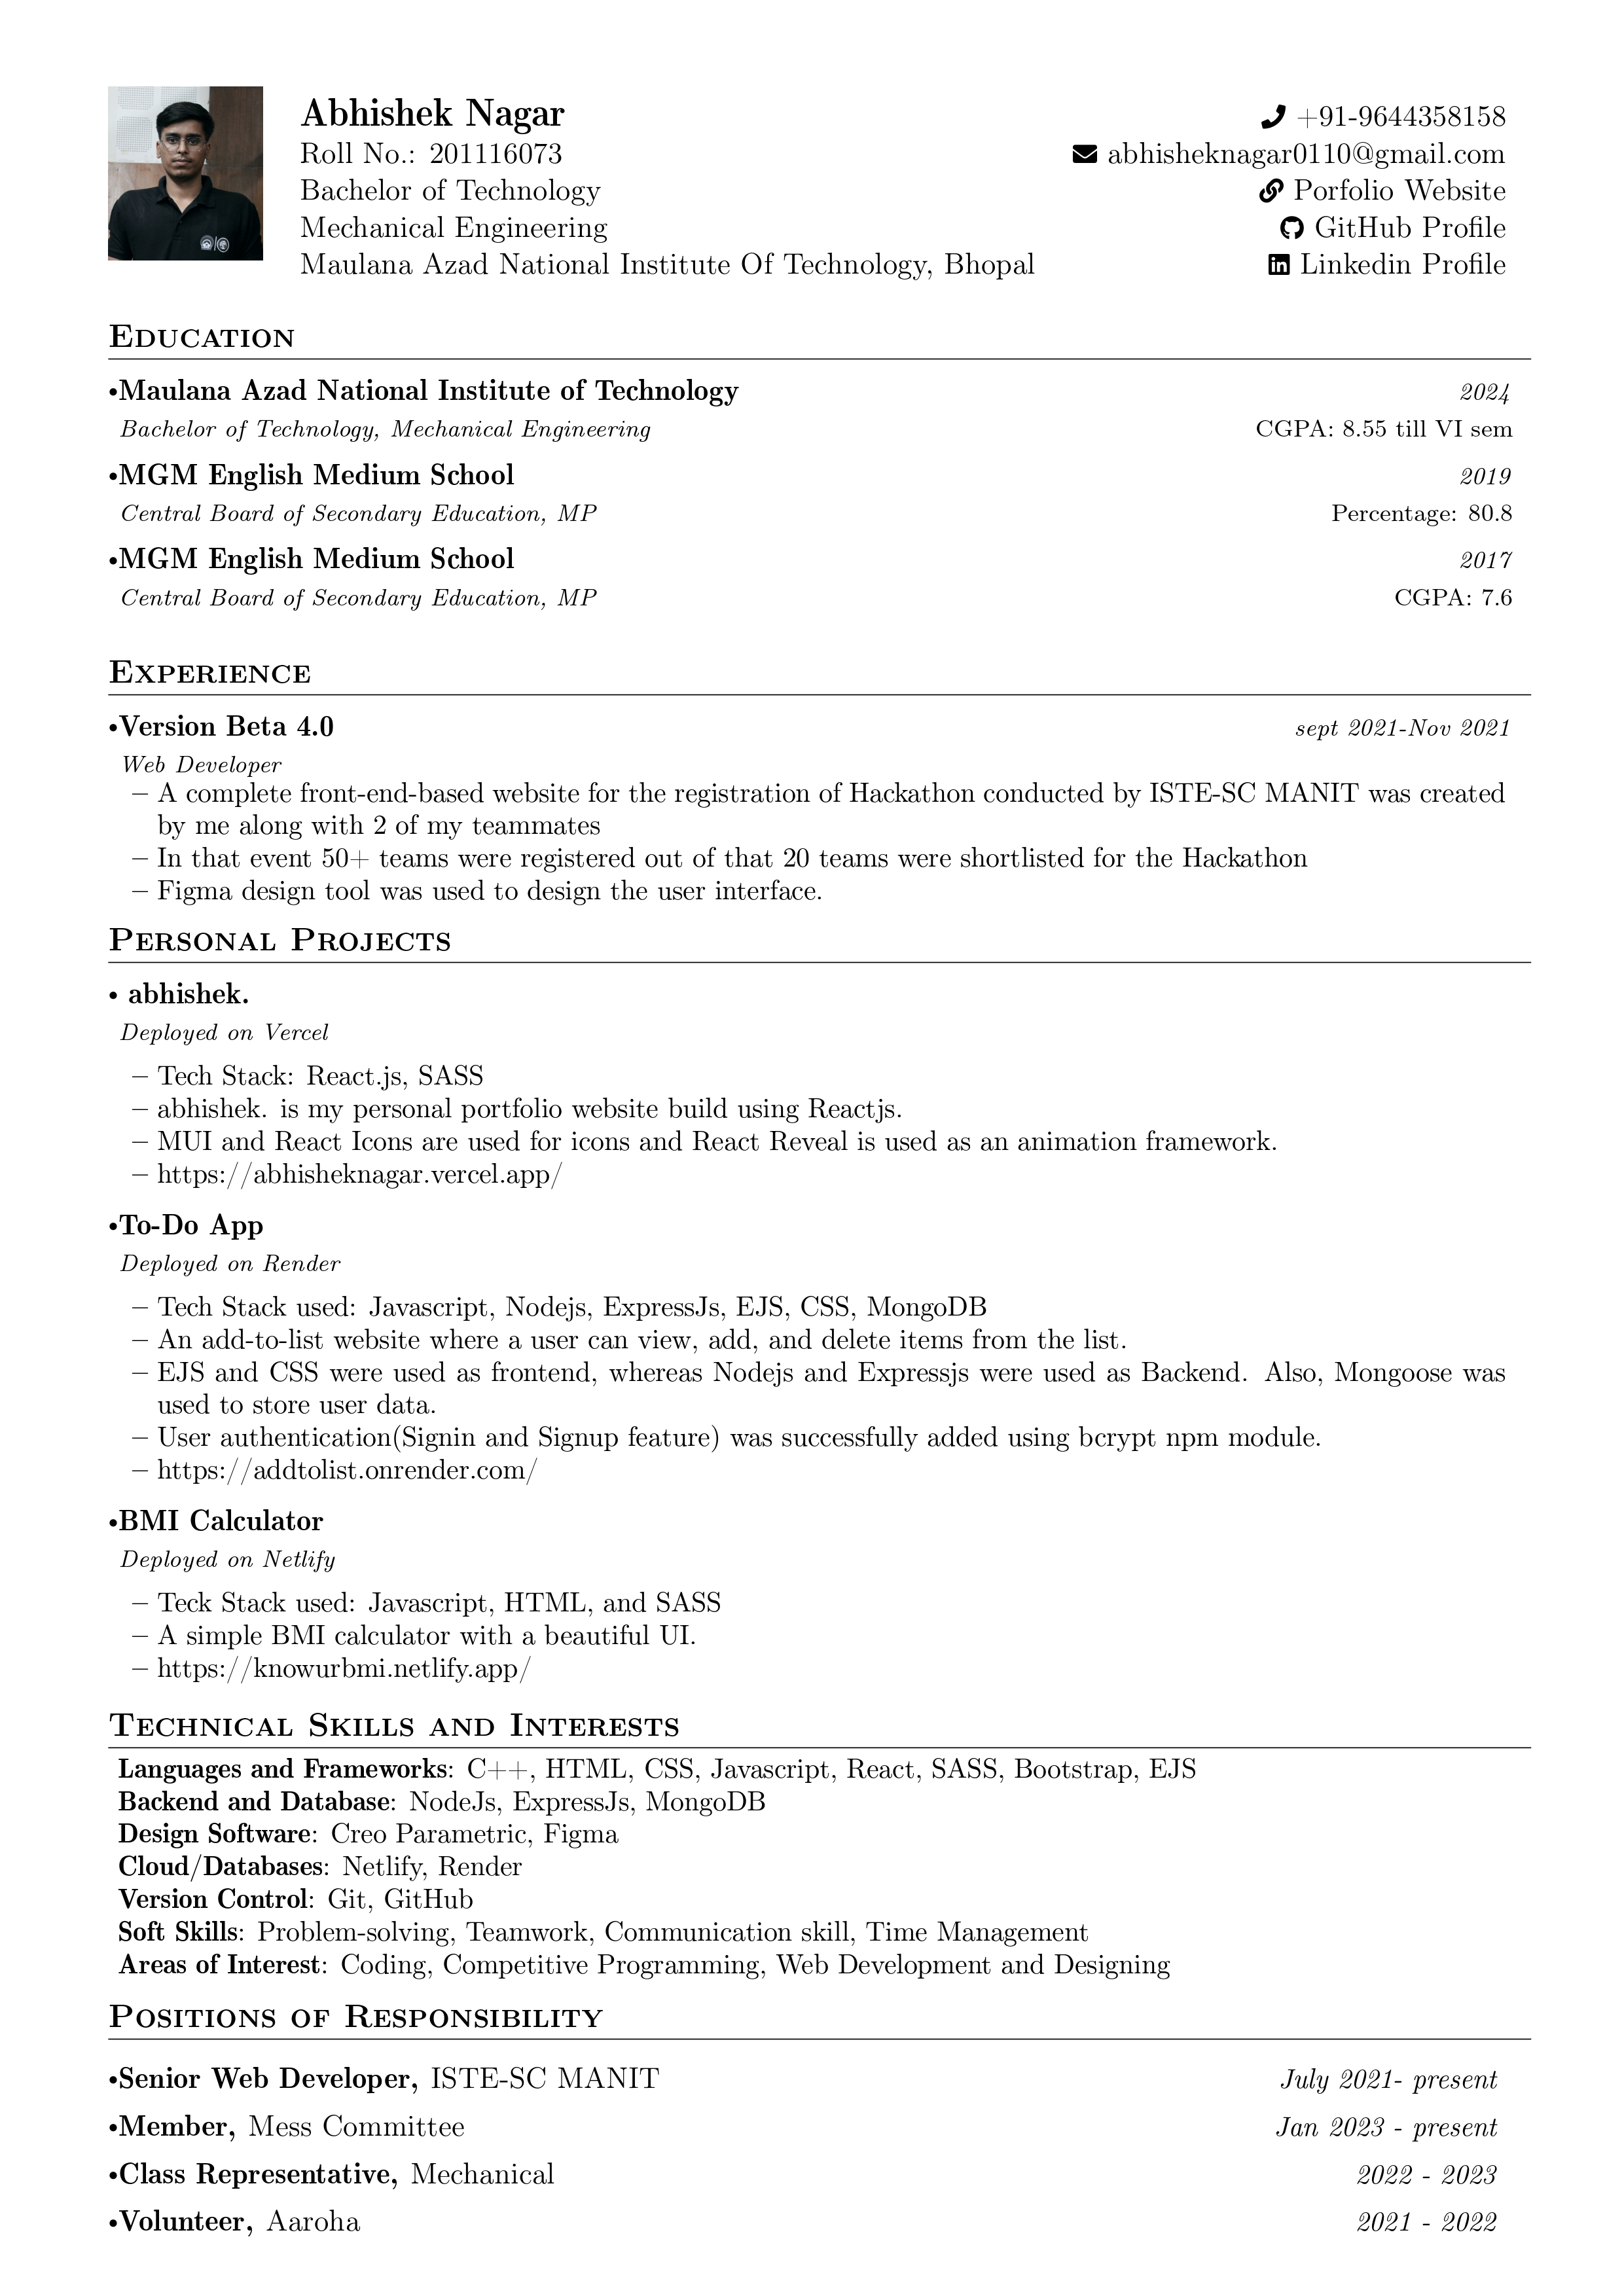 Abhishek Nagar
Roll No.: 201116073
Bachelor of Technology
Mechanical Engineering
Maulana Azad National Institute Of Technology, Bhopal
+91-9644358158
abhisheknagar0110@gmail.com
Porfolio Website
GitHub Profile
Linkedin Profile
Education
•Maulana Azad National Institute of Technology 2024
Bachelor of Technology, Mechanical Engineering CGPA: 8.55 till VI sem
•MGM English Medium School 2019
Central Board of Secondary Education, MP Percentage: 80.8
•MGM English Medium School 2017
Central Board of Secondary Education, MP CGPA: 7.6
Experience
•Version Beta 4.0 sept 2021-Nov 2021
Web Developer
– A complete front-end-based website for the registration of Hackathon conducted by ISTE-SC MANIT was created
by me along with 2 of my teammates
– In that event 50+ teams were registered out of that 20 teams were shortlisted for the Hackathon
– Figma design tool was used to design the user interface.
Personal Projects
• abhishek.
Deployed on Vercel
– Tech Stack: React.js, SASS
– abhishek. is my personal portfolio website build using Reactjs.
– MUI and React Icons are used for icons and React Reveal is used as an animation framework.
– https://abhisheknagar.vercel.app/
•To-Do App
Deployed on Render
– Tech Stack used: Javascript, Nodejs, ExpressJs, EJS, CSS, MongoDB
– An add-to-list website where a user can view, add, and delete items from the list.
– EJS and CSS were used as frontend, whereas Nodejs and Expressjs were used as Backend. Also, Mongoose was
used to store user data.
– User authentication(Signin and Signup feature) was successfully added using bcrypt npm module.
– https://addtolist.onrender.com/
•BMI Calculator
Deployed on Netlify
– Teck Stack used: Javascript, HTML, and SASS
– A simple BMI calculator with a beautiful UI.
– https://knowurbmi.netlify.app/
Technical Skills and Interests
Languages and Frameworks: C++, HTML, CSS, Javascript, React, SASS, Bootstrap, EJS
Backend and Database: NodeJs, ExpressJs, MongoDB
Design Software: Creo Parametric, Figma
Cloud/Databases: Netlify, Render
Version Control: Git, GitHub
Soft Skills: Problem-solving, Teamwork, Communication skill, Time Management
Areas of Interest: Coding, Competitive Programming, Web Development and Designing
Positions of Responsibility
•Senior Web Developer, ISTE-SC MANIT July 2021- present
•Member, Mess Committee Jan 2023 - present
•Class Representative, Mechanical 2022 - 2023
•Volunteer, Aaroha 2021 - 2022